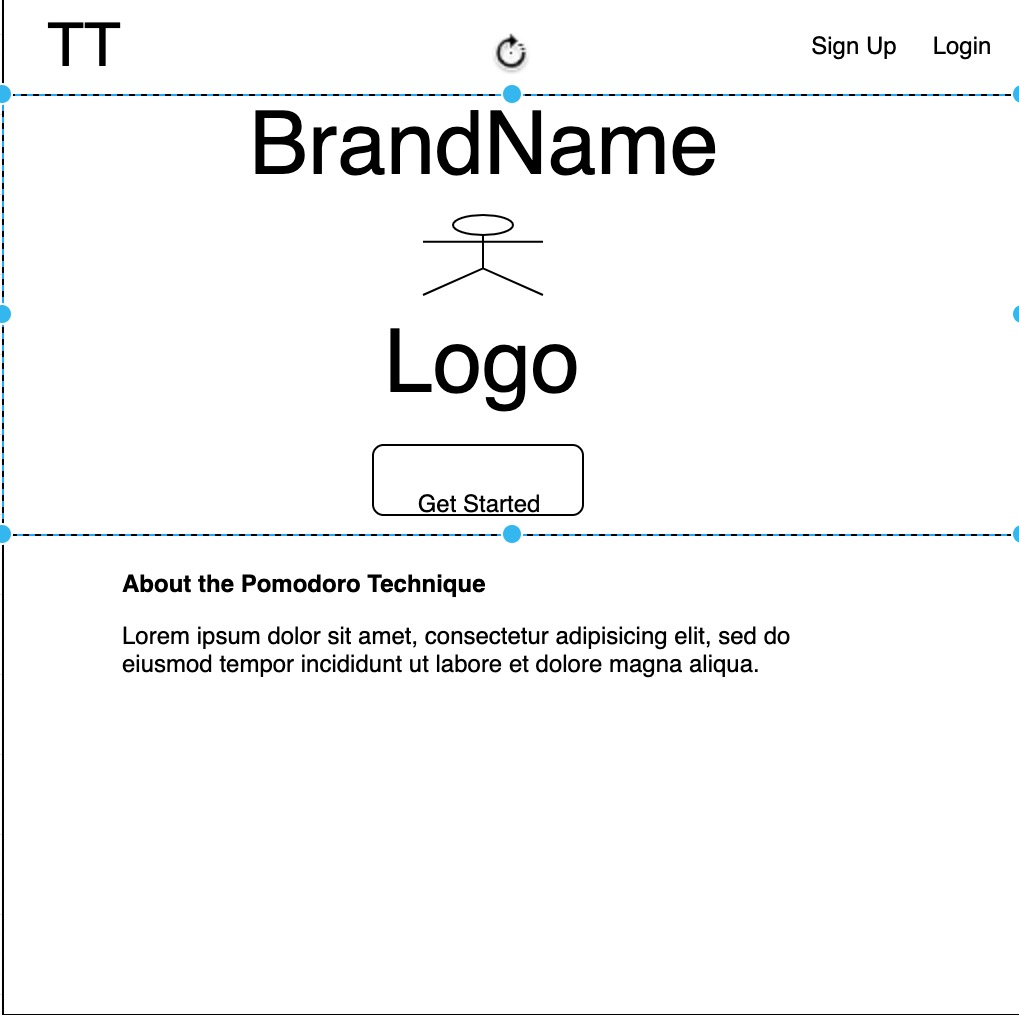 TT
Sign Up Login
BrandName
Logo
Get Started
About the Pomodoro Technique
Lorem ipsum dolor sit amet, consectetur adipisicing elit, sed do
eiusmod tempor incididunt ut labore et dolore magna aliqua.